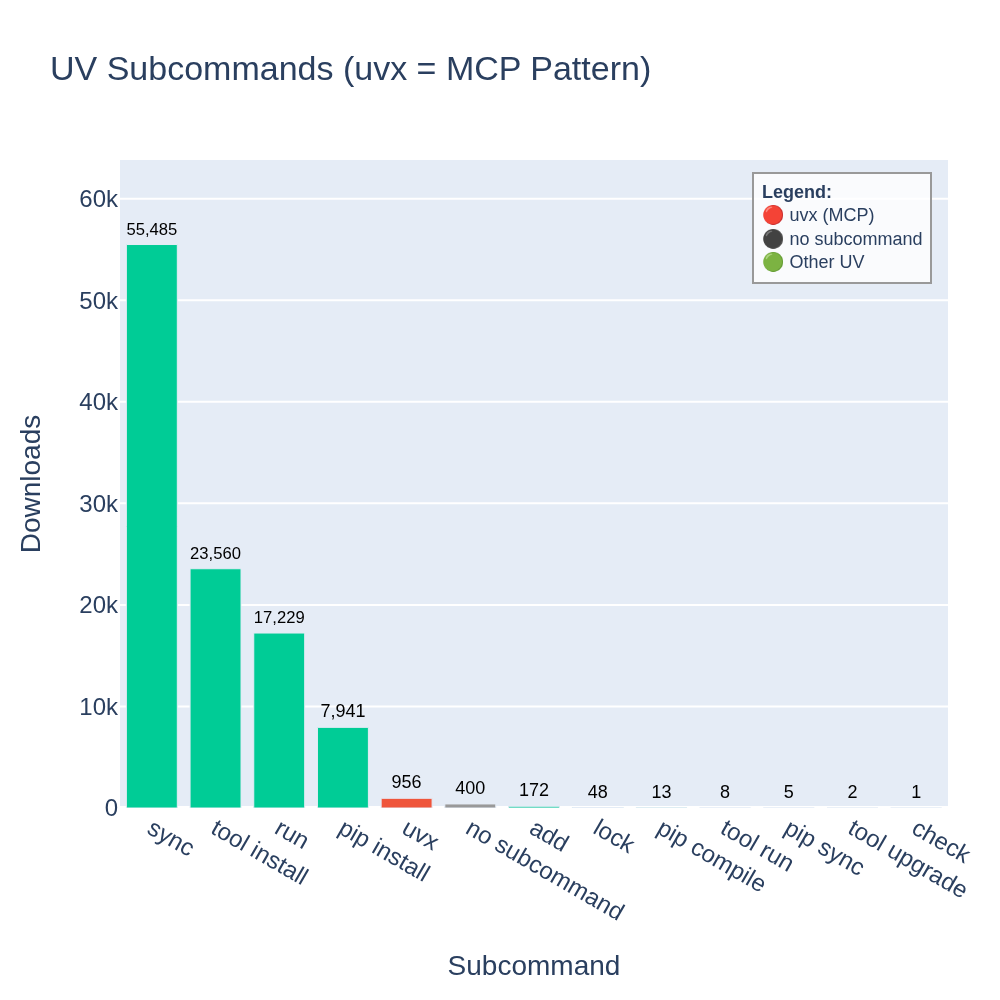 UV Subcommands (uvx = MCP Pattern)
Legend:
🔴 uvx (MCP)
⚫ no subcommand
🟢 Other UV
Downloads
60k
50k
40k
30k
20k
10k
0
55,485
23,560
17,229
7,941
956
400
172
48
13
8
5
2
1
sync
tool install
run
pip install
uvx
no subcommand
add
lock
pip compile
tool run
pip sync
tool upgrade
check
Subcommand